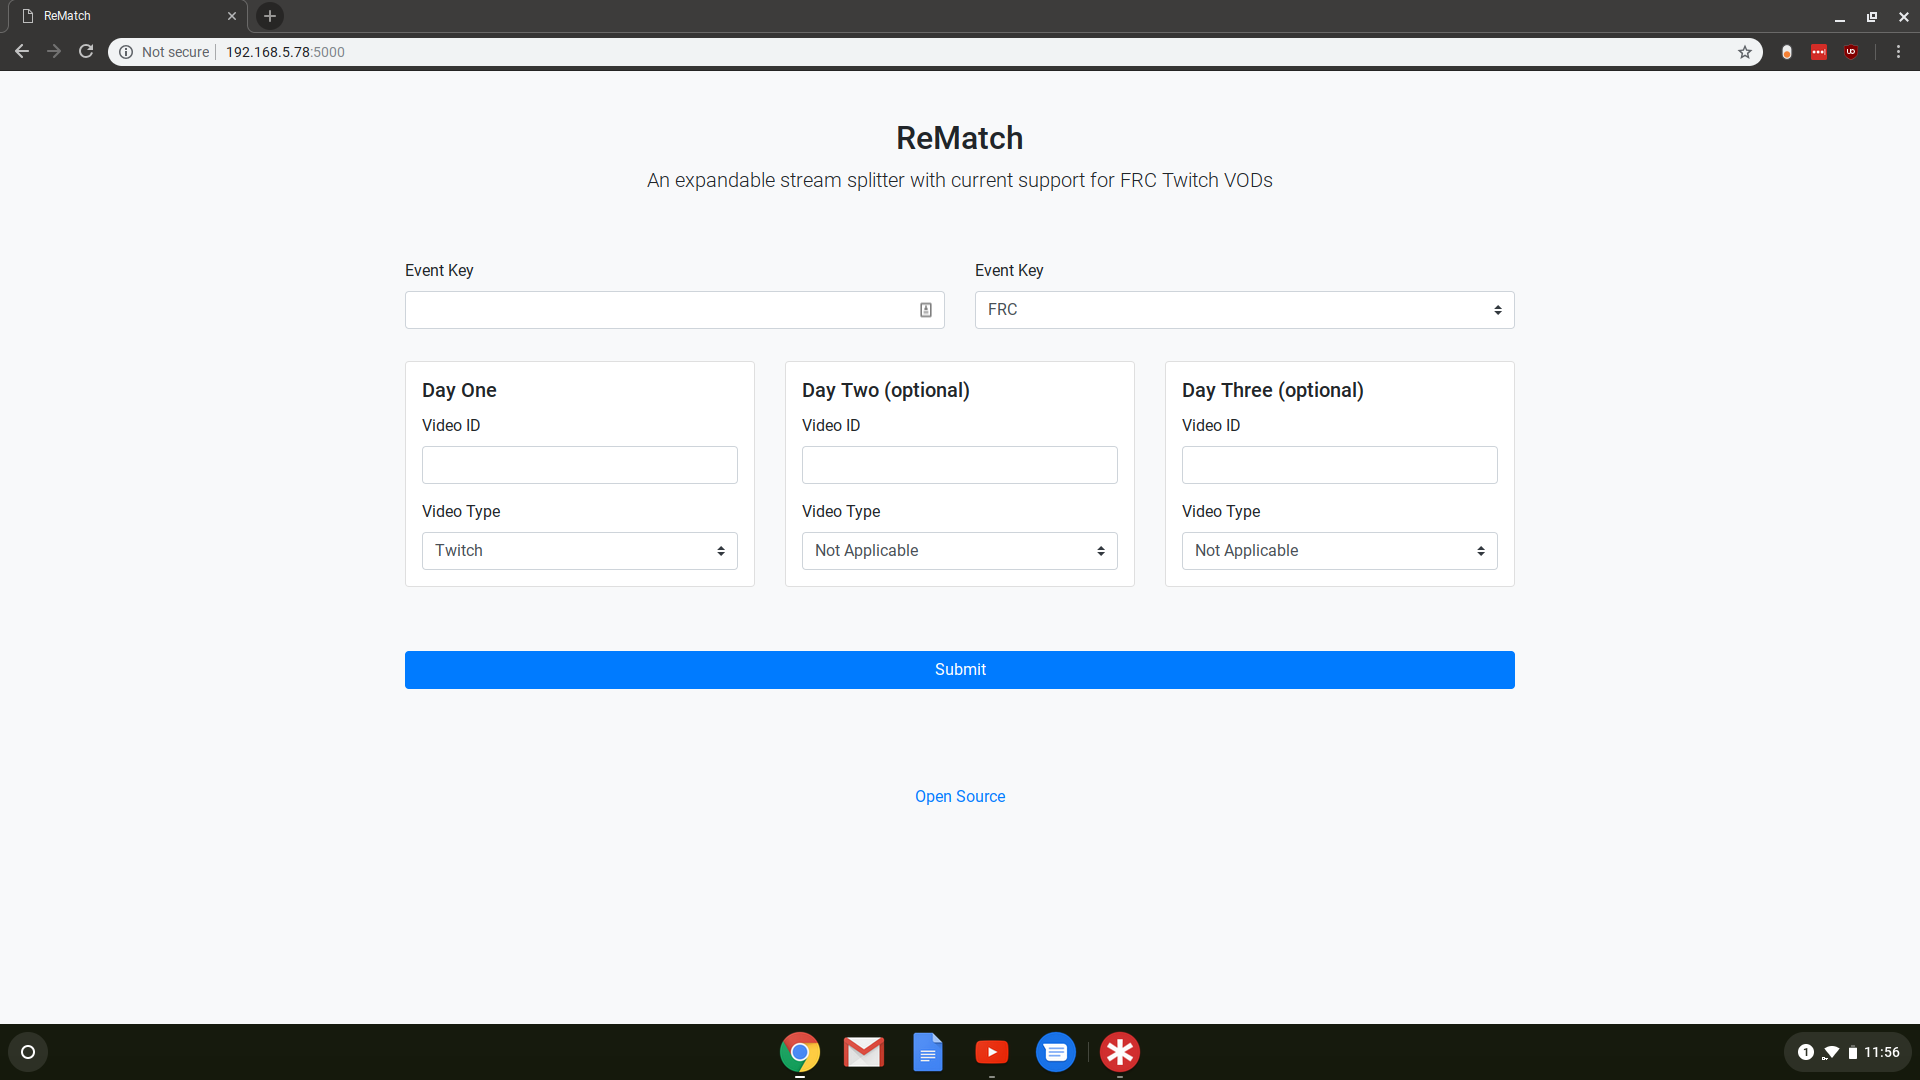 ReMatch
Not secure
192.168.5.78:5000
ReMatch
An expandable stream splitter with current support for FRC Twitch VODs
Event Key
Event Key
FRC
Day One
Video ID
Video Type
Twitch
Day Two (optional)
Video ID
Video Type
Not Applicable
Day Three (optional)
Video ID
Video Type
Not Applicable
Submit
Open Source
1
11:56